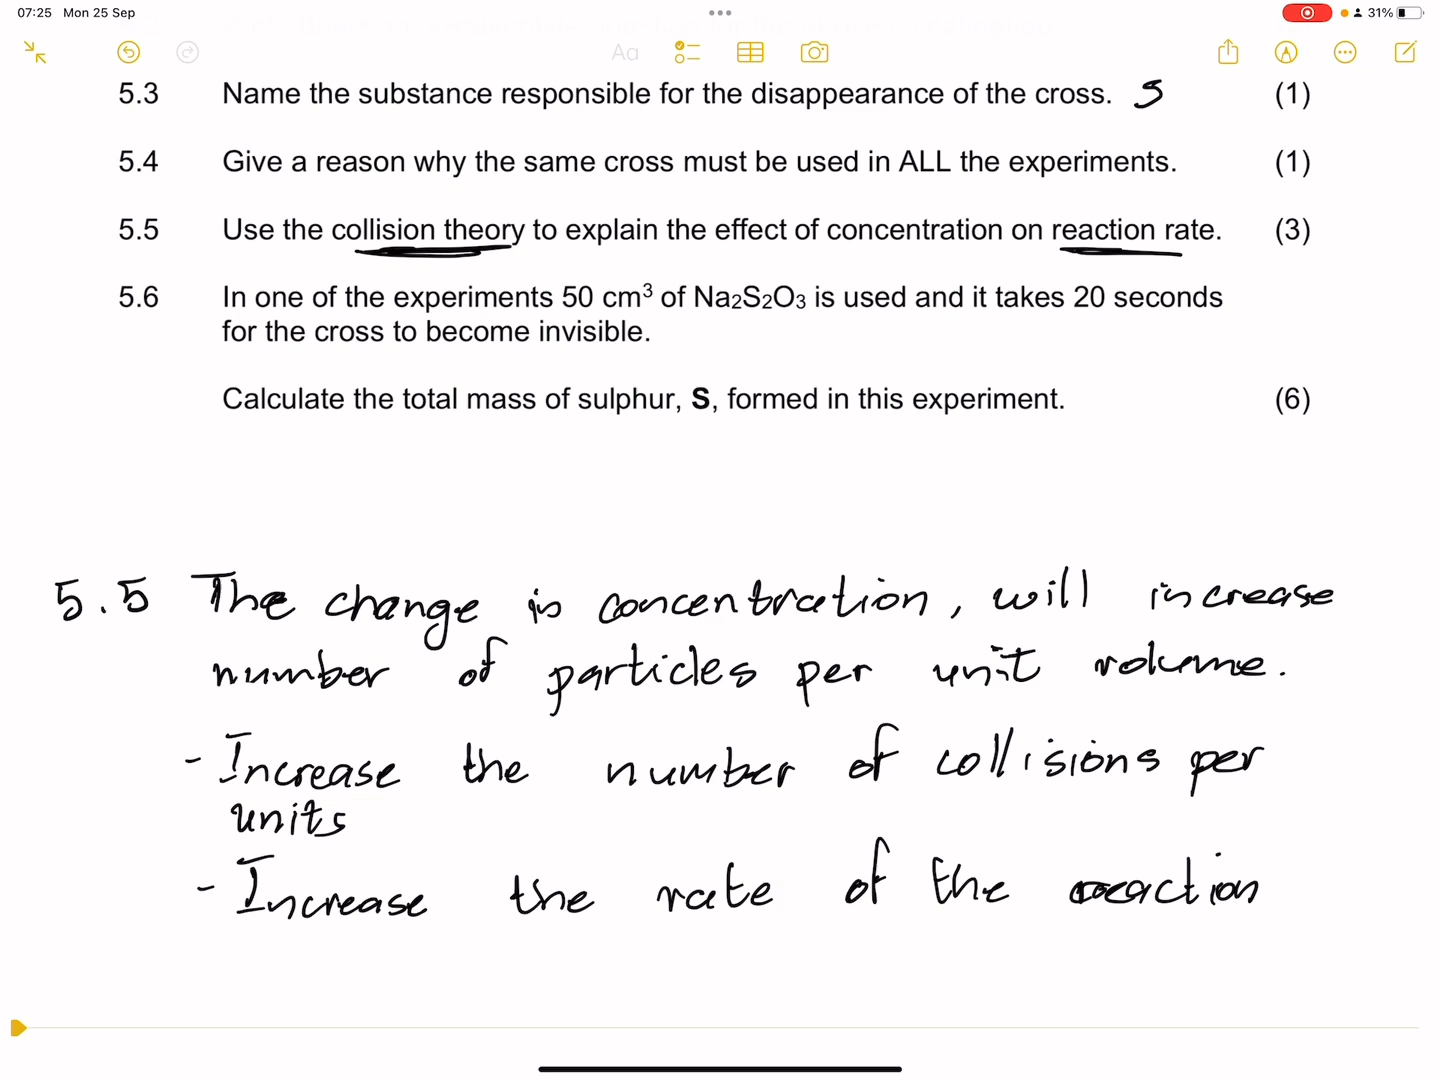 07:25 Mon 25 Sep
31%
Aa
5.3 Name the substance responsible for the disappearance of the cross. S (1)
5.4 Give a reason why the same cross must be used in ALL the experiments. (1)
5.5 Use the collision theory to explain the effect of concentration on reaction rate. (3)
5.6 In one of the experiments 50 cm³ of Na₂S₂O₃ is used and it takes 20 seconds
for the cross to become invisible.
Calculate the total mass of sulphur, S, formed in this experiment. (6)
5.5 The change in concentration, will increase
number of particles per unit volume.
- Increase the number of collisions per
units
- Increase the rate of the reaction